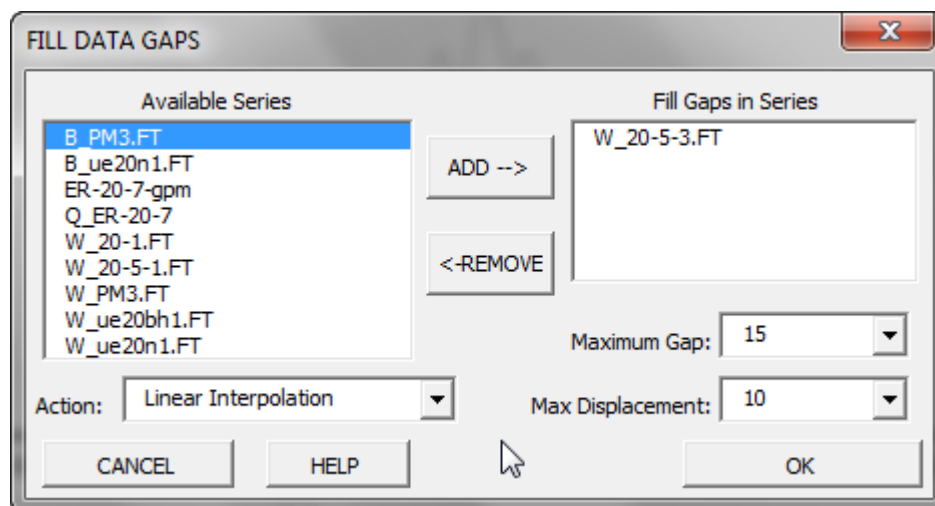 FILL DATA GAPS
Available Series
B_PM3.FT
B_ue20n1.FT
ER-20-7-gpm
Q_ER-20-7
W_20-1.FT
W_20-5-1.FT
W_PM3.FT
W_ue20bh1.FT
W_ue20n1.FT
ADD -->
<-REMOVE
Fill Gaps in Series
W_20-5-3.FT
Maximum Gap: 15
Action: Linear Interpolation
Max Displacement: 10
CANCEL
HELP
OK